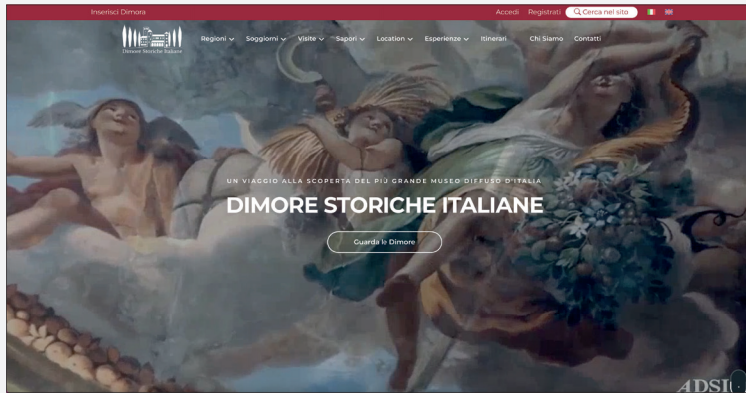 Inserisci Dimora
Accedi Registrati Cerca nel sito
Dimore Storiche Italiane
Regioni Soggiorni Visite Sapori Location Esperienze Itinerari Chi Siamo Contatti
UN VIAGGIO ALLA SCOPERTA DEL PIÙ GRANDE MUSEO DIFFUSO D'ITALIA
DIMORE STORICHE ITALIANE
Guarda le Dimore
ADSI